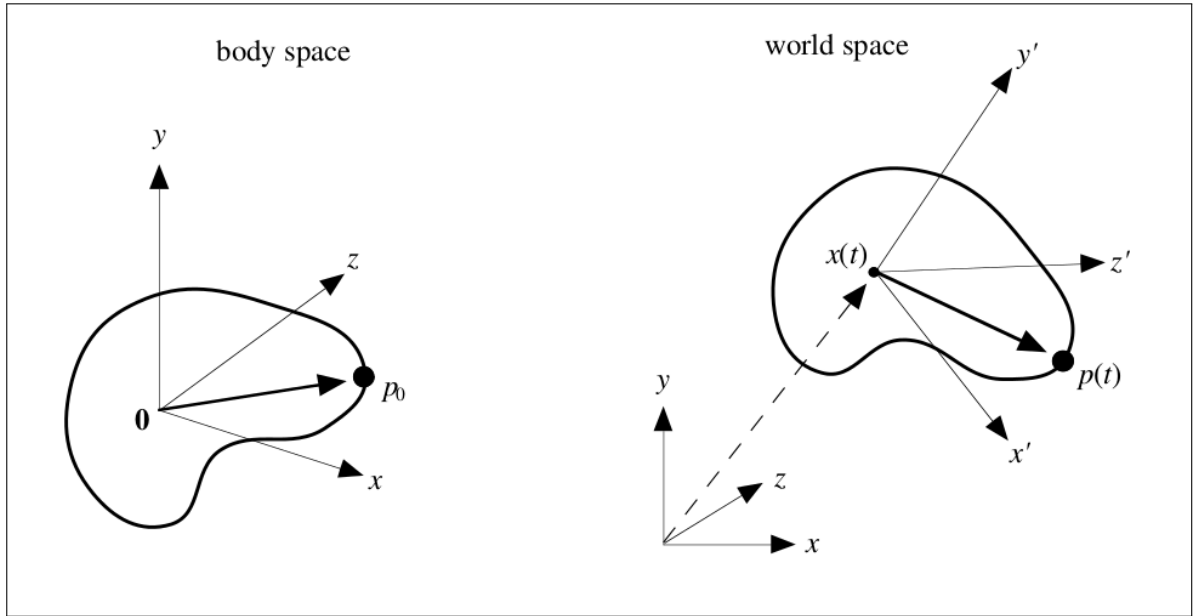 body space
y
z
0
p0
x
world space
y′
x(t)
z′
p(t)
x′
y
z
x